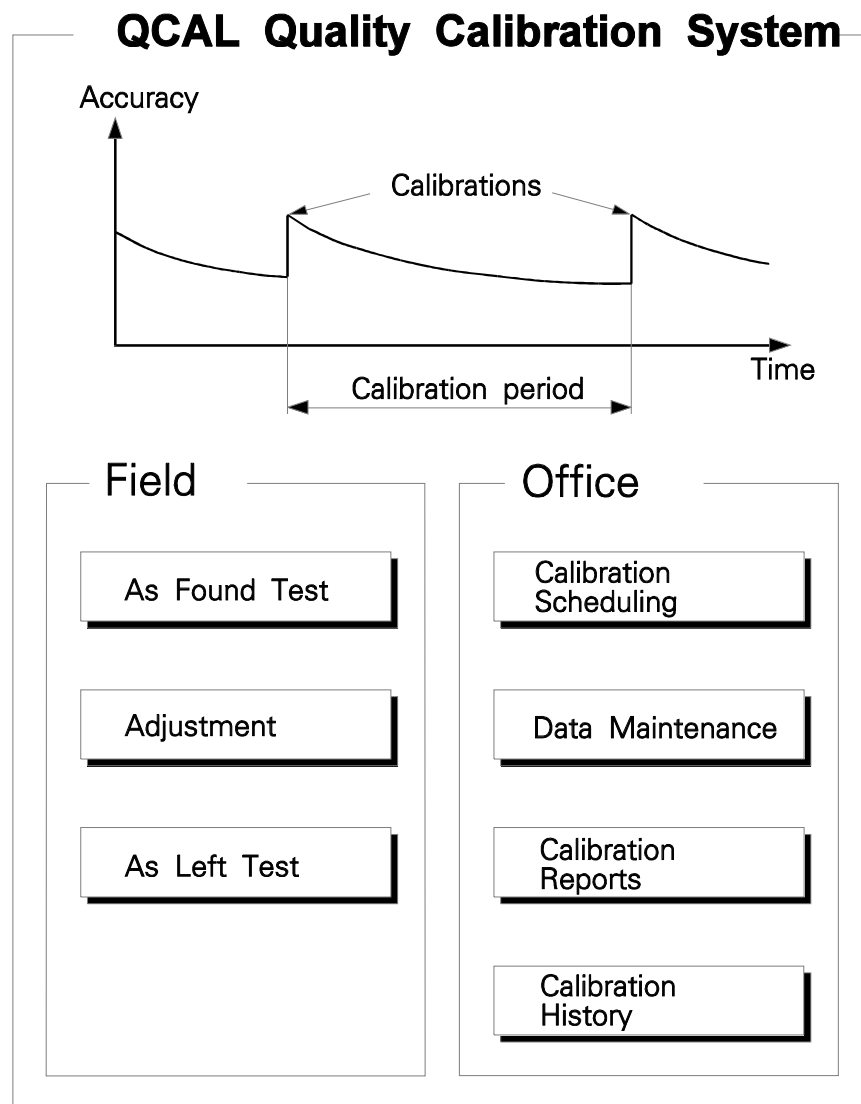 QCAL Quality Calibration System
Accuracy
Calibrations
Time
Calibration period
Field
As Found Test
Adjustment
As Left Test
Office
Calibration
Scheduling
Data Maintenance
Calibration
Reports
Calibration
History